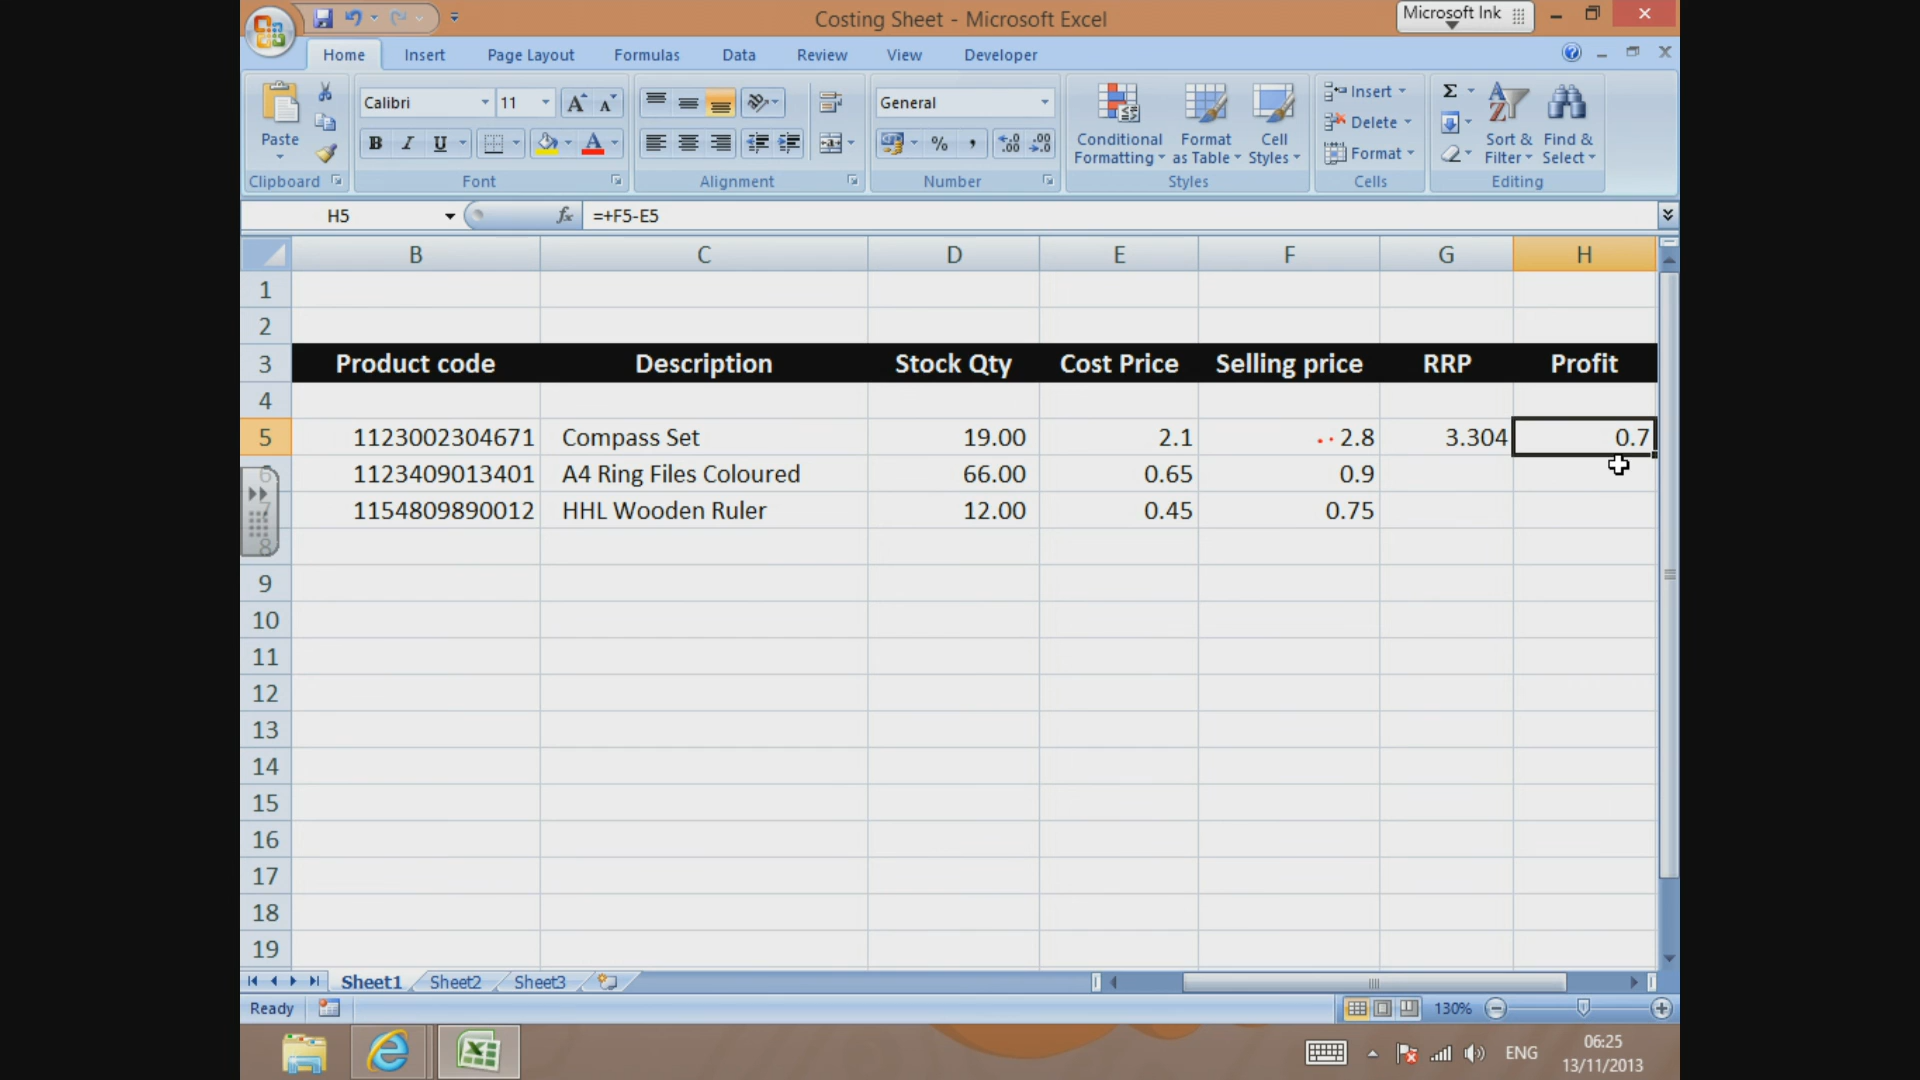 Costing Sheet - Microsoft Excel
Microsoft Ink
Home Insert Page Layout Formulas Data Review View Developer
Paste
Calibri 11
General
B I U
%
Conditional Formatting
Format as Table
Cell Styles
Insert
Delete
Format
Σ
Sort & Filter
Find & Select
Clipboard Font Alignment Number Styles Cells Editing
H5 fx =+F5-E5
B C D E F G H
1
2
3 Product code Description Stock Qty Cost Price Selling price RRP Profit
4
5 1123002304671 Compass Set 19.00 2.1 2.8 3.304 0.7
6 1123409013401 A4 Ring Files Coloured 66.00 0.65 0.9
7 1154809890012 HHL Wooden Ruler 12.00 0.45 0.75
8
9
10
11
12
13
14
15
16
17
18
19
Sheet1 Sheet2 Sheet3
Ready 130%
ENG
06:25
13/11/2013